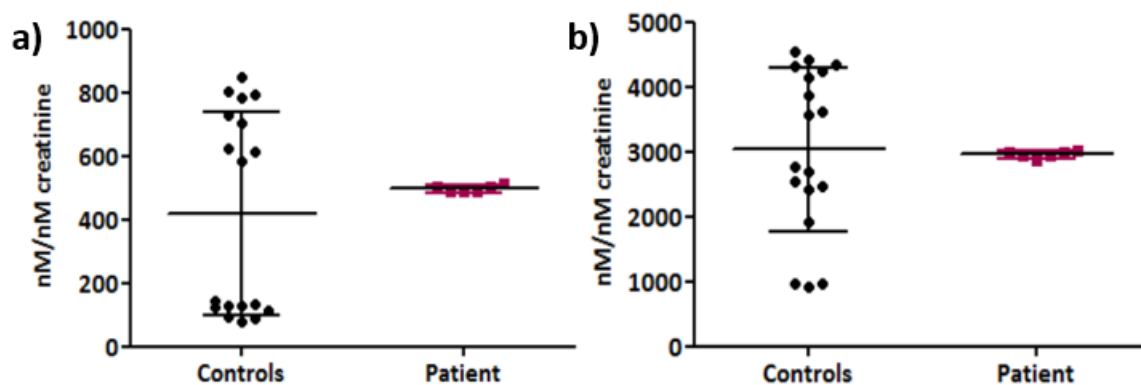 a)
nM/nM creatinine
1000
800
600
400
200
0
Controls Patient
b)
nM/nM creatinine
5000
4000
3000
2000
1000
0
Controls Patient